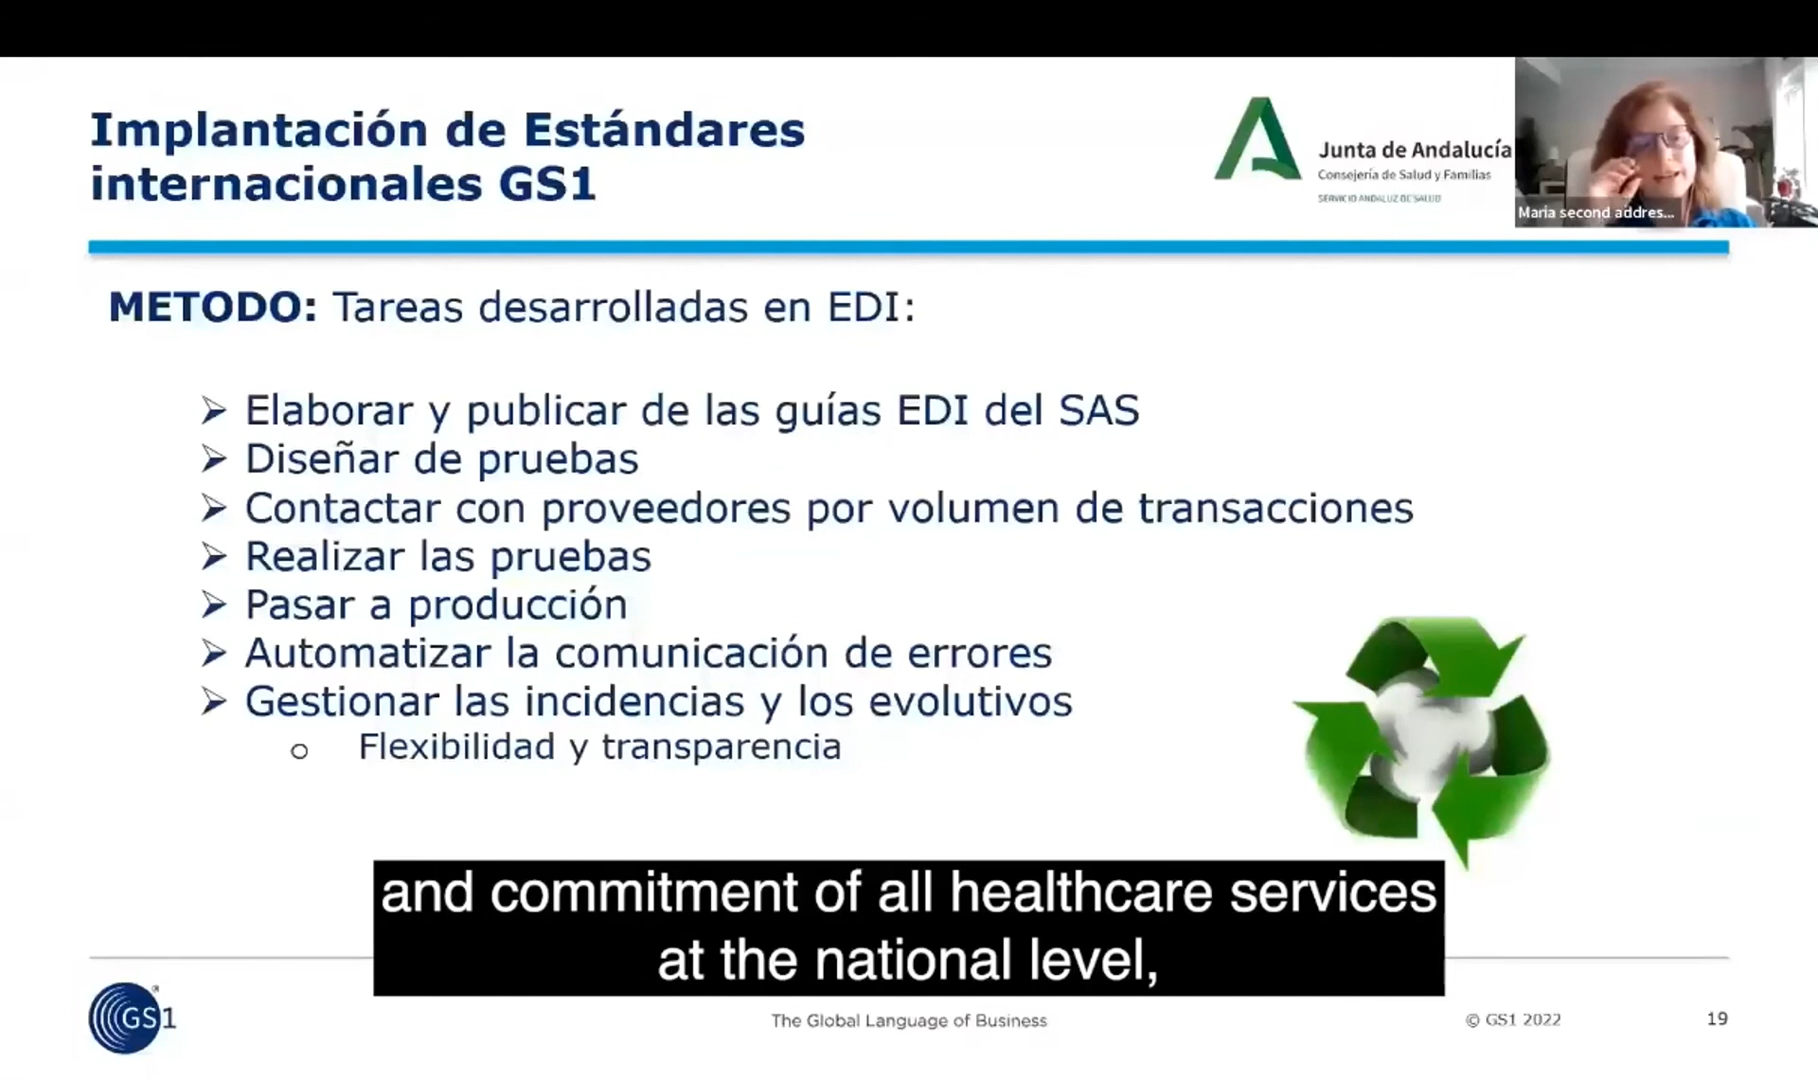 Implantación de Estándares
internacionales GS1
Junta de Andalucía
Consejería de Salud y Familias
SERVICIO ANDALUZ DE SALUD
Maria second addres...
METODO: Tareas desarrolladas en EDI:
Elaborar y publicar de las guías EDI del SAS
Diseñar de pruebas
Contactar con proveedores por volumen de transacciones
Realizar las pruebas
Pasar a producción
Automatizar la comunicación de errores
Gestionar las incidencias y los evolutivos
Flexibilidad y transparencia
and commitment of all healthcare services
at the national level,
GS1
The Global Language of Business
© GS1 2022
19